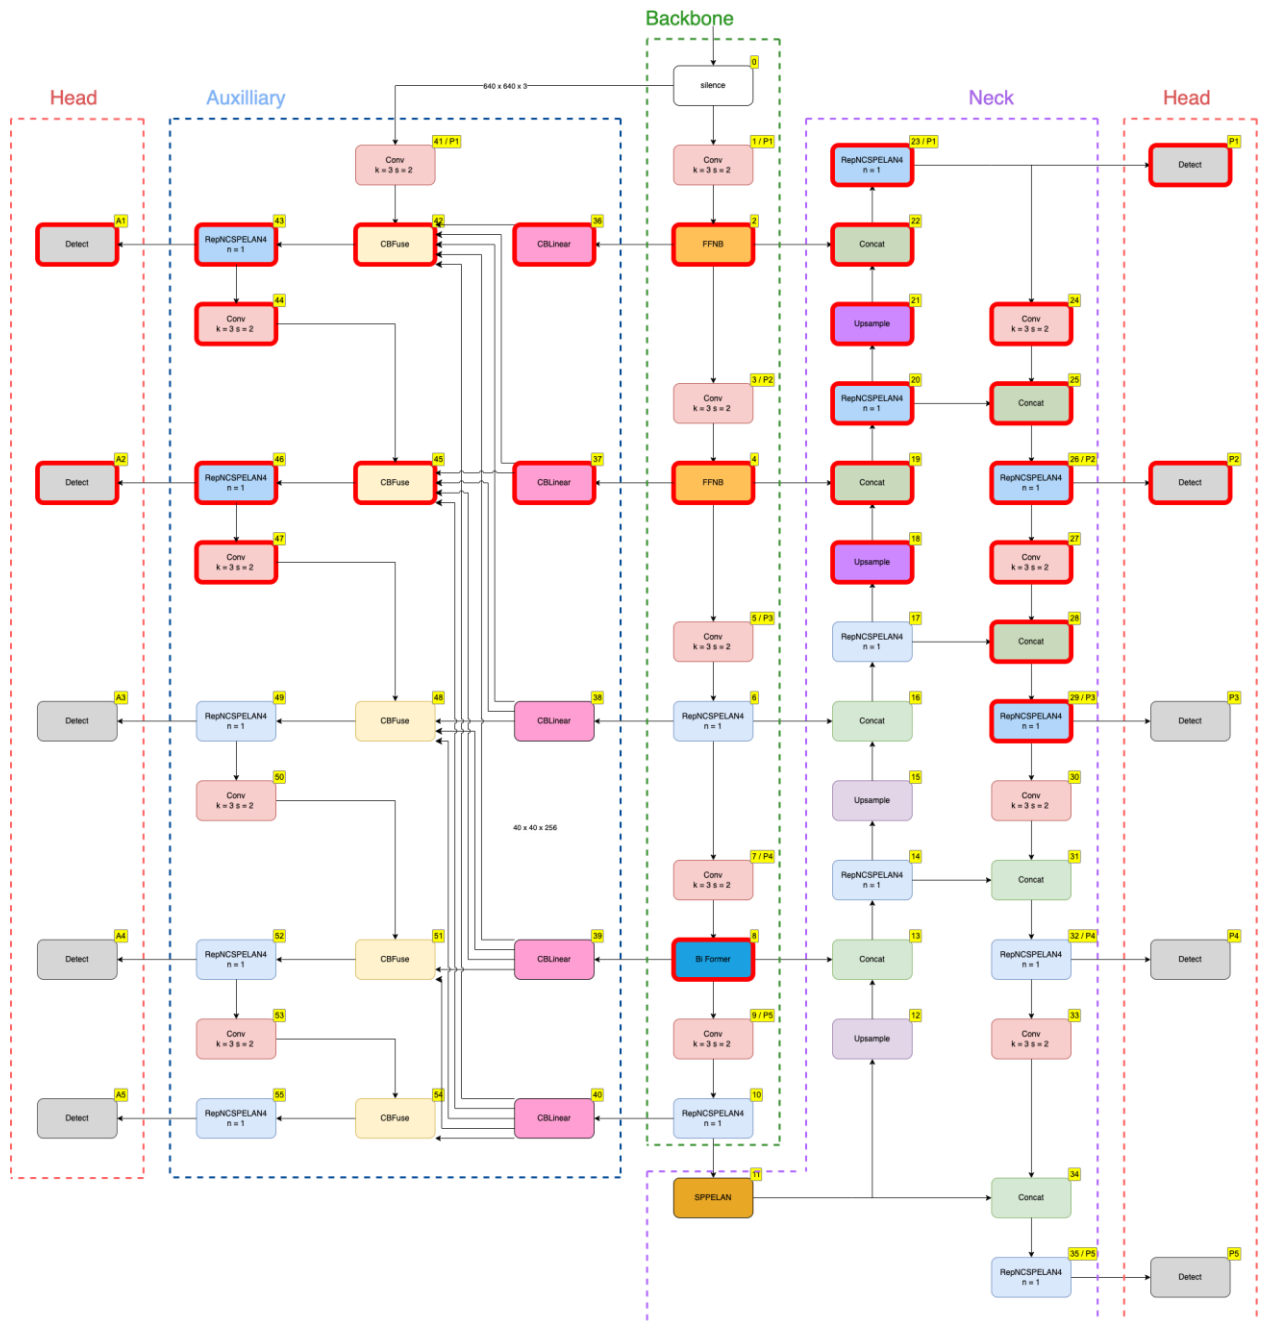 Backbone
0
silence
640 x 640 x 3
Head
Auxilliary
Neck
Head
41 / P1
Conv
k = 3 s = 2
1 / P1
Conv
k = 3 s = 2
23 / P1
RepNCSPELAN4
n = 1
P1
Detect
A1
Detect
43
RepNCSPELAN4
n = 1
42
CBFuse
36
CBLinear
2
FFNB
22
Concat
44
Conv
k = 3 s = 2
21
Upsample
24
Conv
k = 3 s = 2
3 / P2
Conv
k = 3 s = 2
20
RepNCSPELAN4
n = 1
25
Concat
A2
Detect
46
RepNCSPELAN4
n = 1
45
CBFuse
37
CBLinear
4
FFNB
19
Concat
26 / P2
RepNCSPELAN4
n = 1
P2
Detect
47
Conv
k = 3 s = 2
18
Upsample
27
Conv
k = 3 s = 2
5 / P3
Conv
k = 3 s = 2
17
RepNCSPELAN4
n = 1
28
Concat
A3
Detect
49
RepNCSPELAN4
n = 1
48
CBFuse
38
CBLinear
6
RepNCSPELAN4
n = 1
16
Concat
29 / P3
RepNCSPELAN4
n = 1
P3
Detect
50
Conv
k = 3 s = 2
15
Upsample
30
Conv
k = 3 s = 2
40 x 40 x 256
7 / P4
Conv
k = 3 s = 2
14
RepNCSPELAN4
n = 1
31
Concat
A4
Detect
52
RepNCSPELAN4
n = 1
51
CBFuse
39
CBLinear
8
Bi Former
13
Concat
32 / P4
RepNCSPELAN4
n = 1
P4
Detect
53
Conv
k = 3 s = 2
9 / P5
Conv
k = 3 s = 2
12
Upsample
33
Conv
k = 3 s = 2
A5
Detect
55
RepNCSPELAN4
n = 1
54
CBFuse
40
CBLinear
10
RepNCSPELAN4
n = 1
11
SPPELAN
34
Concat
35 / P5
RepNCSPELAN4
n = 1
P5
Detect